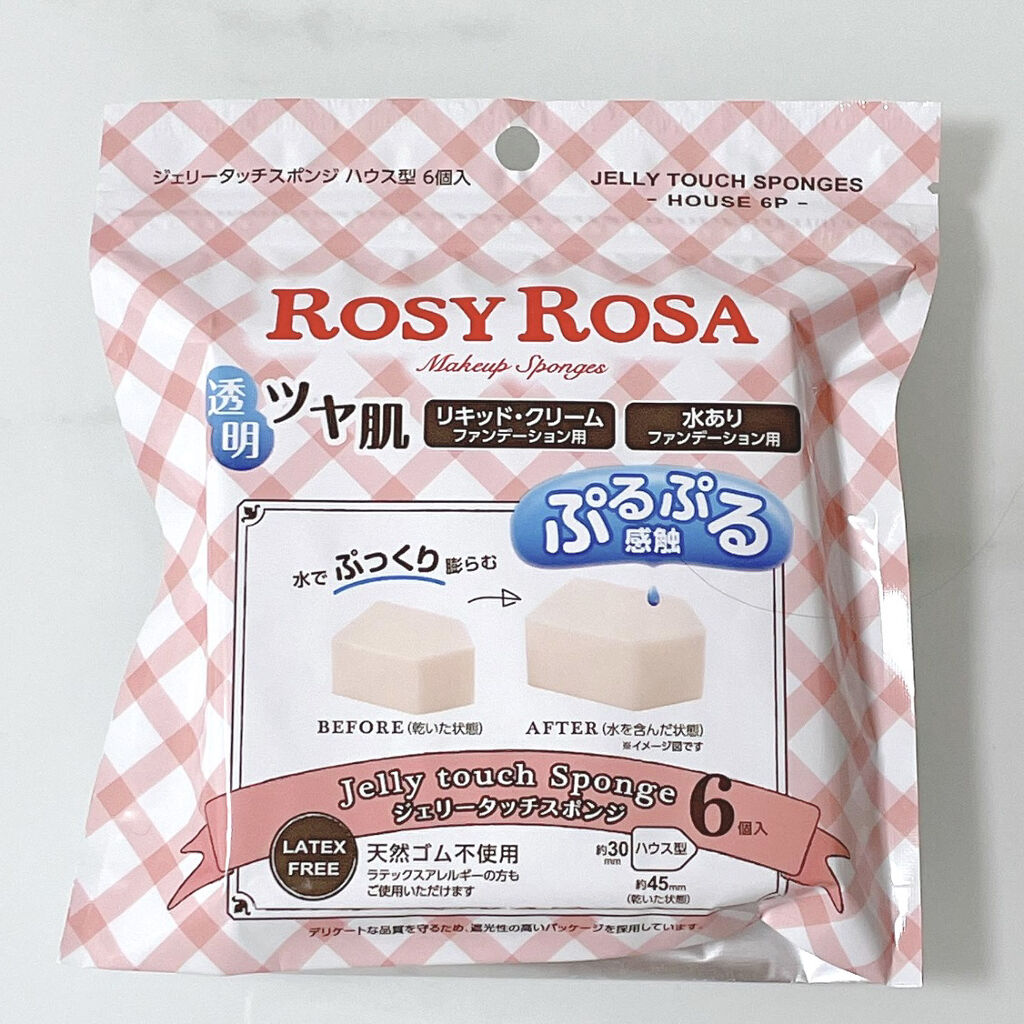 ジェリータッチスポンジ ハウス型 6個入
JELLY TOUCH SPONGES
- HOUSE 6P -
ROSY ROSA
Makeup Sponges
透明
ツヤ肌
リキッド・クリーム
ファンデーション用
水あり
ファンデーション用
ぷるぷる
感触
水でぷっくり膨らむ
BEFORE(乾いた状態)
AFTER(水を含んだ状態)
※イメージ図です
Jelly touch Sponge
ジェリータッチスポンジ
6個入
LATEX
FREE
天然ゴム不使用
ラテックスアレルギーの方も
ご使用いただけます
約30mm
ハウス型
約45mm
(乾いた状態)
デリケートな品質を守るため、遮光性の高いパッケージを採用しています。